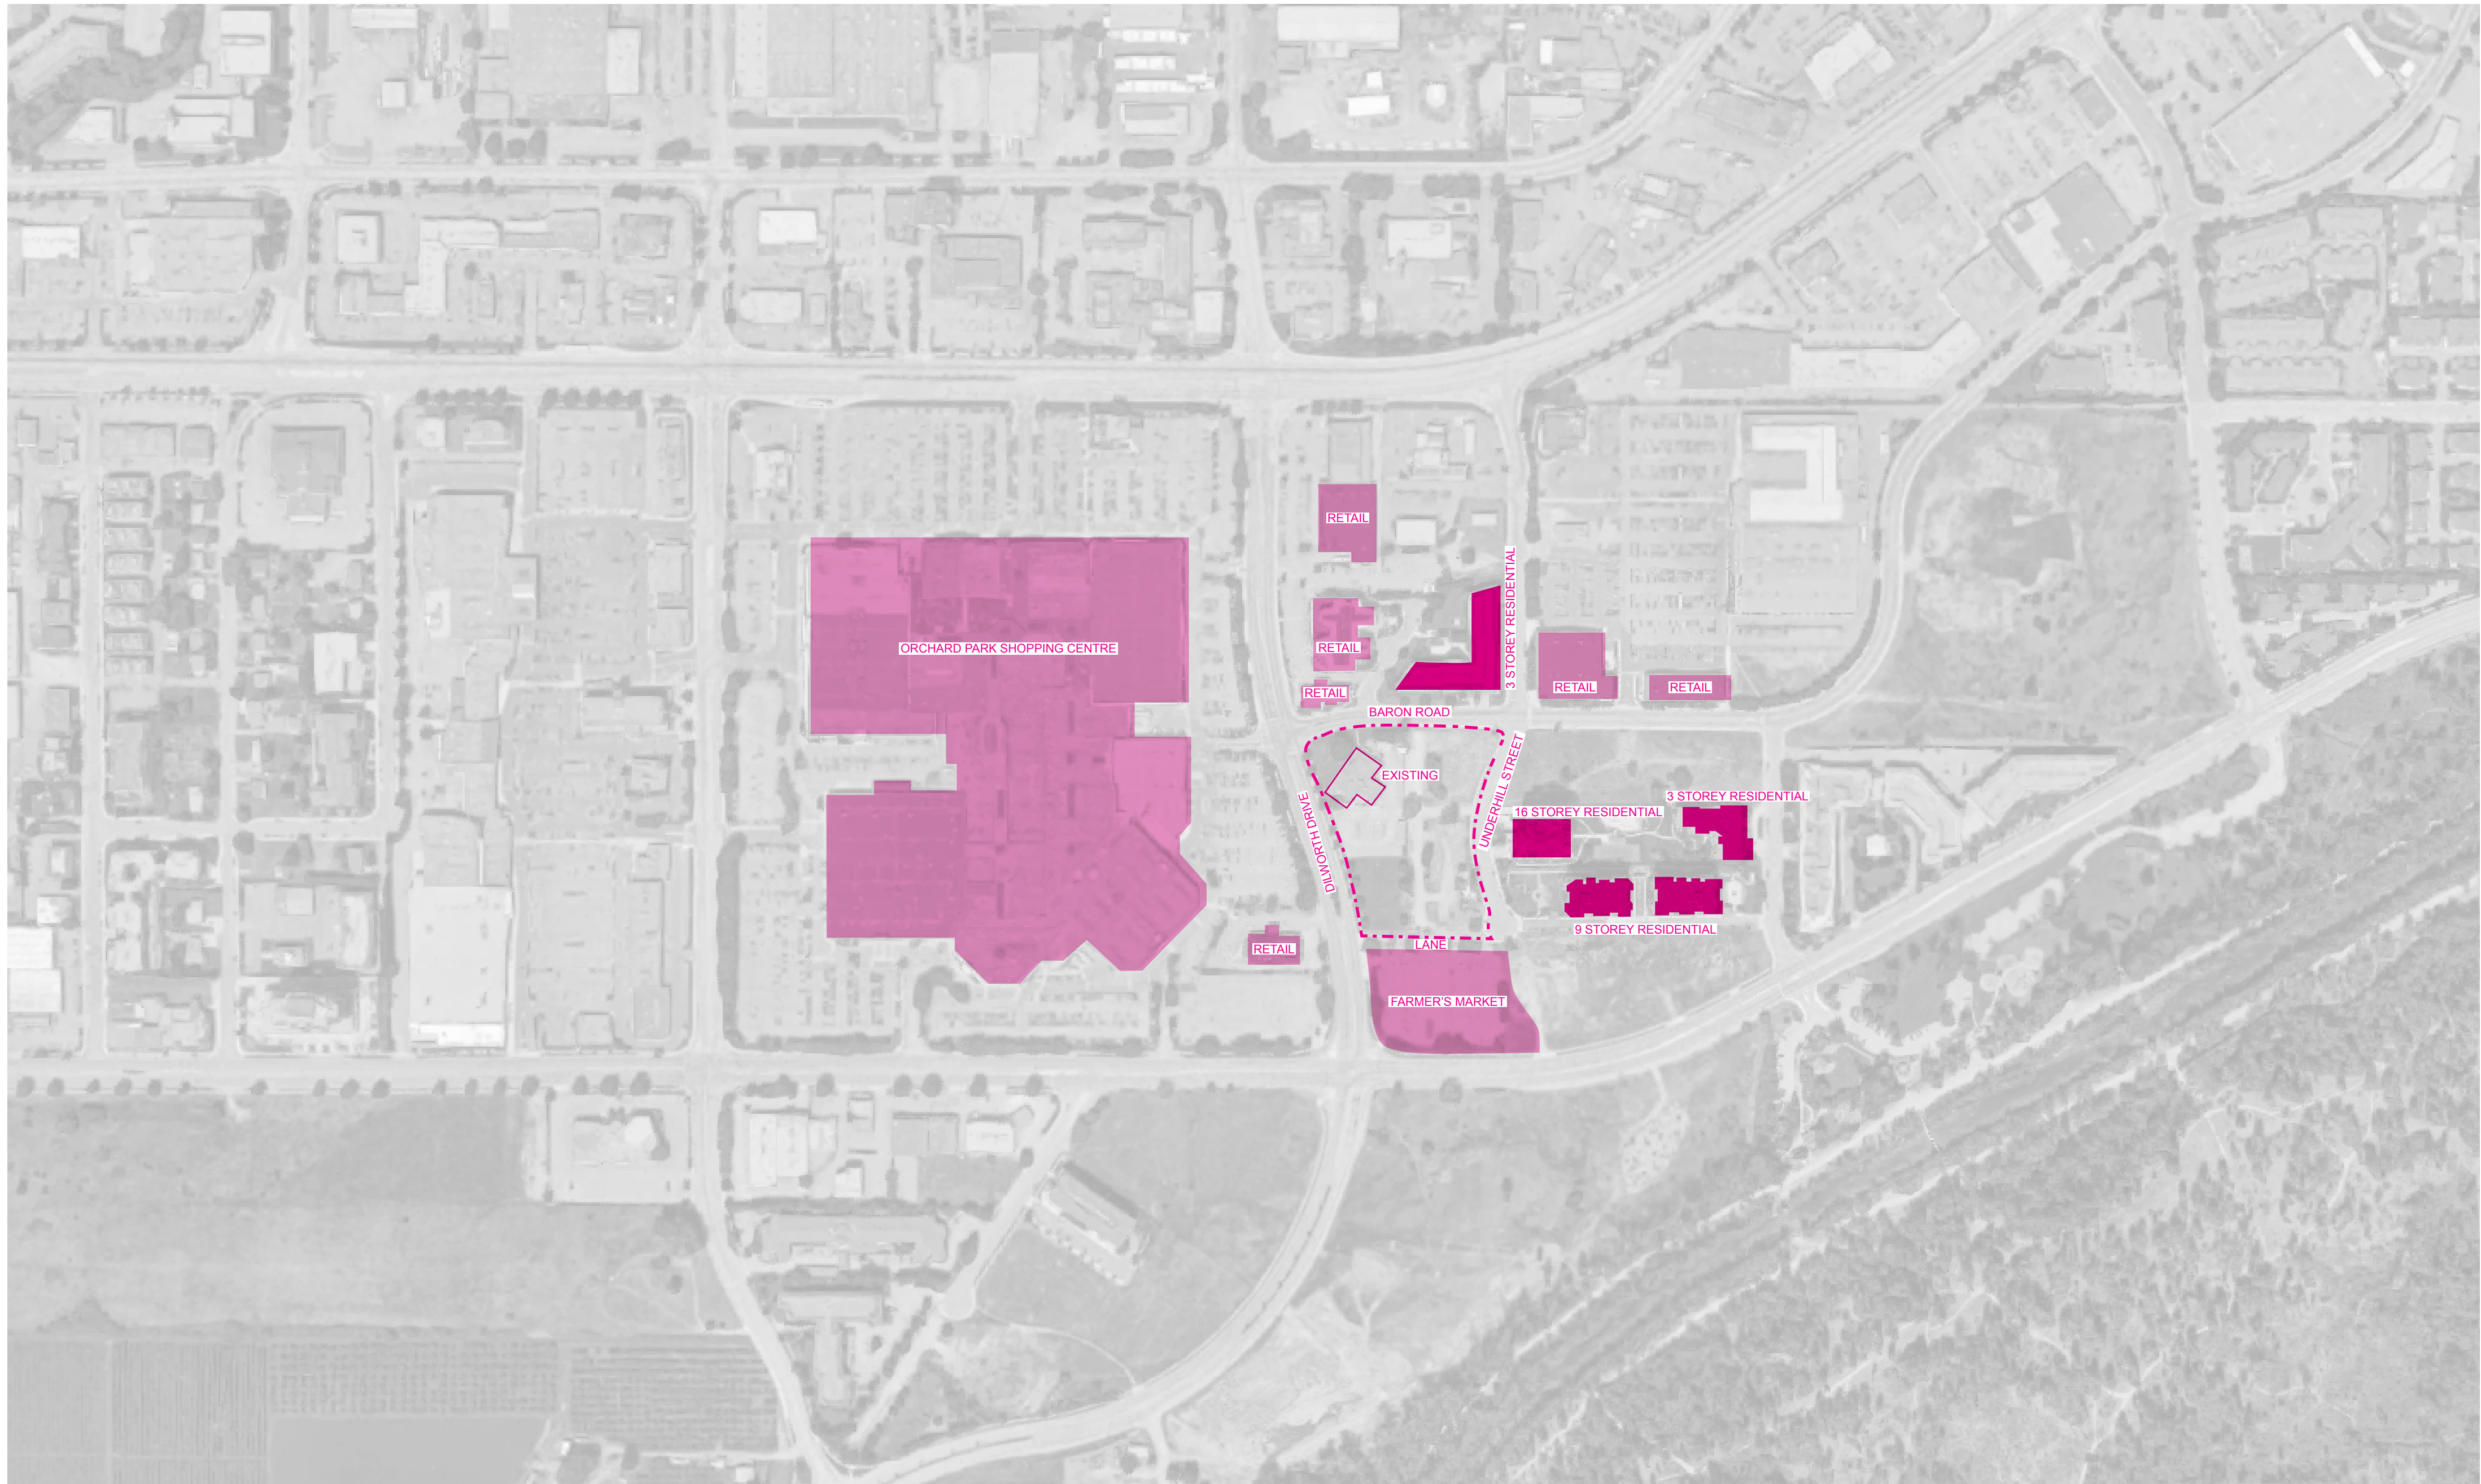 RETAIL
3 STOREY RESIDENTIAL
ORCHARD PARK SHOPPING CENTRE
RETAIL
RETAIL
RETAIL
RETAIL
BARON ROAD
UNDERHILL STREET
EXISTING
DILWORTH DRIVE
3 STOREY RESIDENTIAL
16 STOREY RESIDENTIAL
9 STOREY RESIDENTIAL
LANE
RETAIL
FARMER'S MARKET